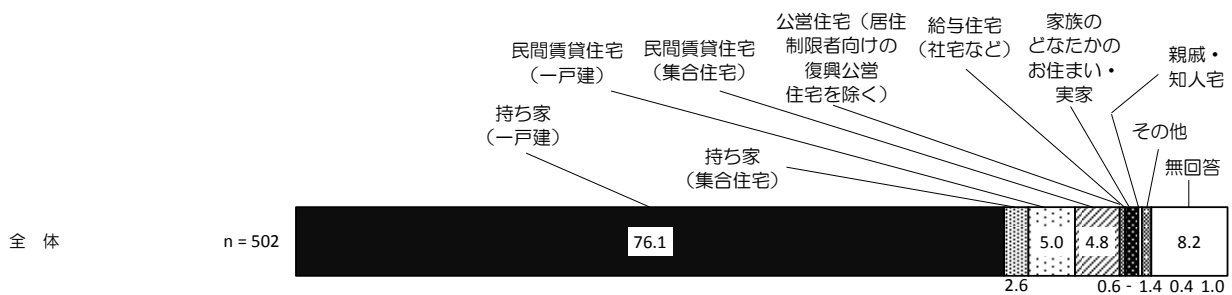 公営住宅（居住
制限者向けの
復興公営
住宅を除く）
給与住宅
（社宅など）
家族の
どなたかの
お住まい・
実家
親戚・
知人宅
民間賃貸住宅
（一戸建）
民間賃貸住宅
（集合住宅）
持ち家
（一戸建）
持ち家
（集合住宅）
その他
無回答
全　体
n = 502
76.1
5.0
4.8
8.2
2.6
0.6
-
1.4
0.4
1.0